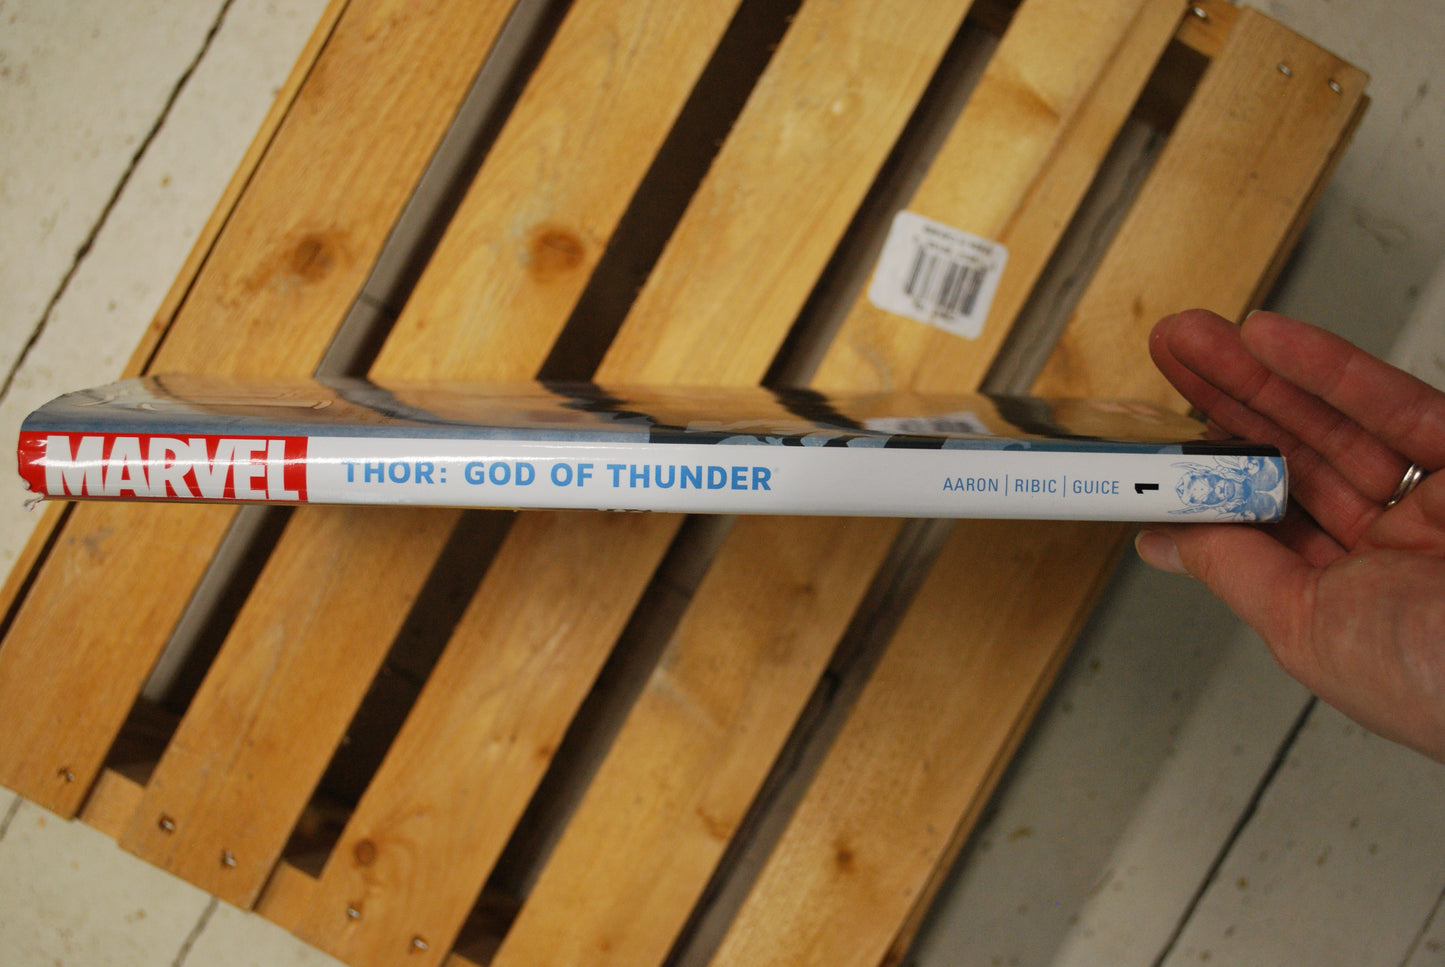 MARVEL
THOR: GOD OF THUNDER
AARON | RIBIC | GUICE
1